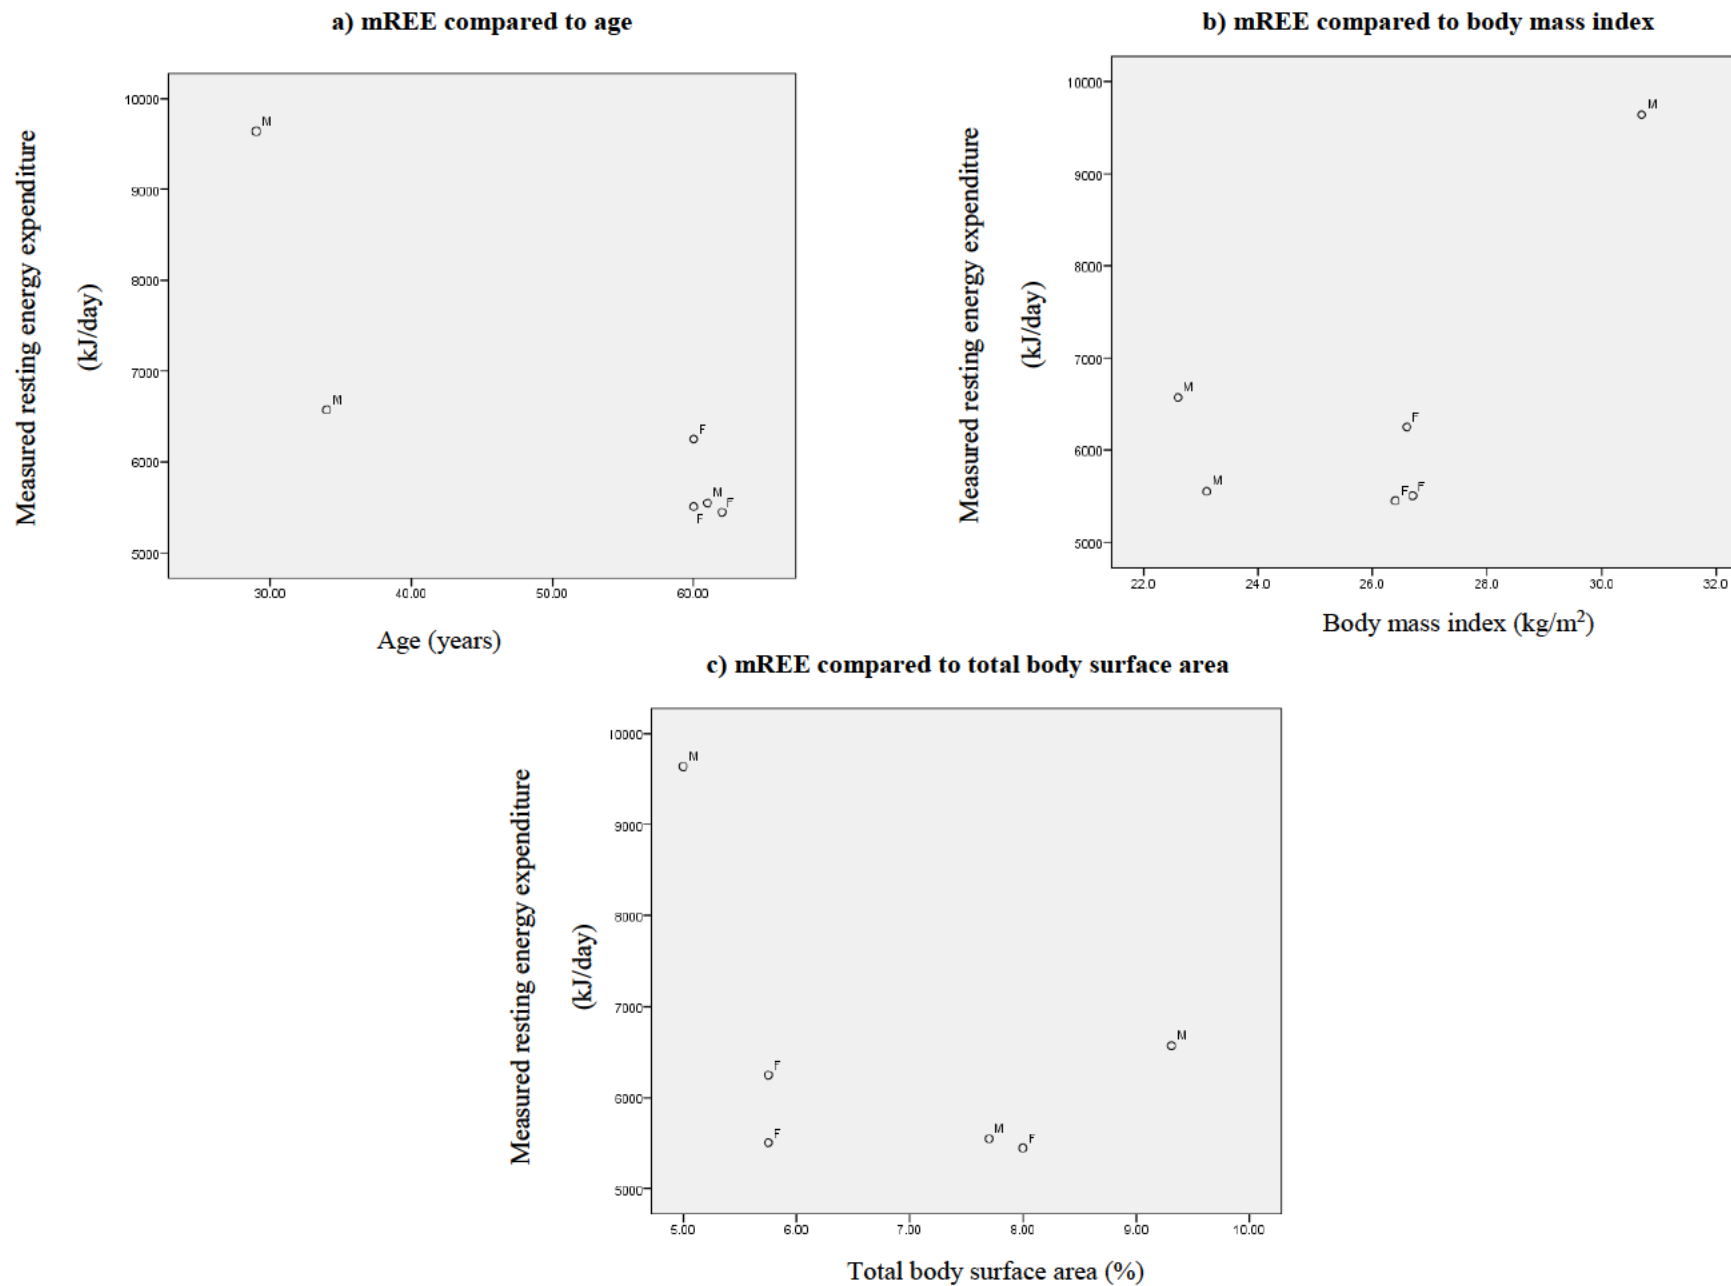 a) mREE compared to age
Measured resting energy expenditure
(kJ/day)
10000
9000
8000
7000
6000
5000
M
M
F
M
F
F
30.00
40.00
50.00
60.00
Age (years)
b) mREE compared to body mass index
Measured resting energy expenditure
(kJ/day)
10000
9000
8000
7000
6000
5000
M
M
F
M
F
F
22.0
24.0
26.0
28.0
30.0
32.0
Body mass index (kg/m²)
c) mREE compared to total body surface area
Measured resting energy expenditure
(kJ/day)
10000
9000
8000
7000
6000
5000
M
M
F
F
M
F
5.00
6.00
7.00
8.00
9.00
10.00
Total body surface area (%)